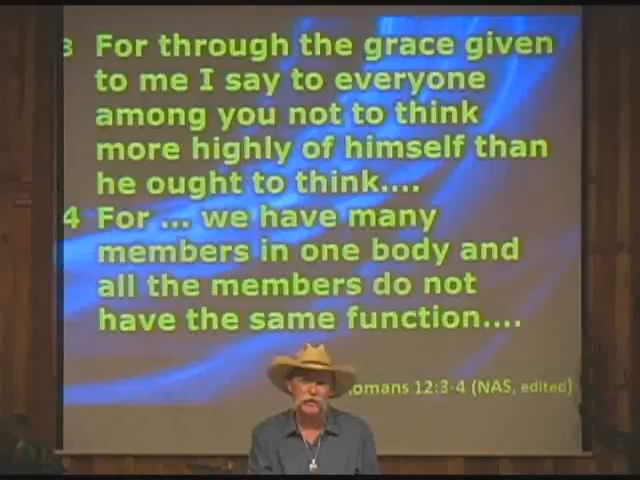 3 For through the grace given
to me I say to everyone
among you not to think
more highly of himself than
he ought to think....
4 For ... we have many
members in one body and
all the members do not
have the same function....
omans 12:3-4 (NAS, edited)